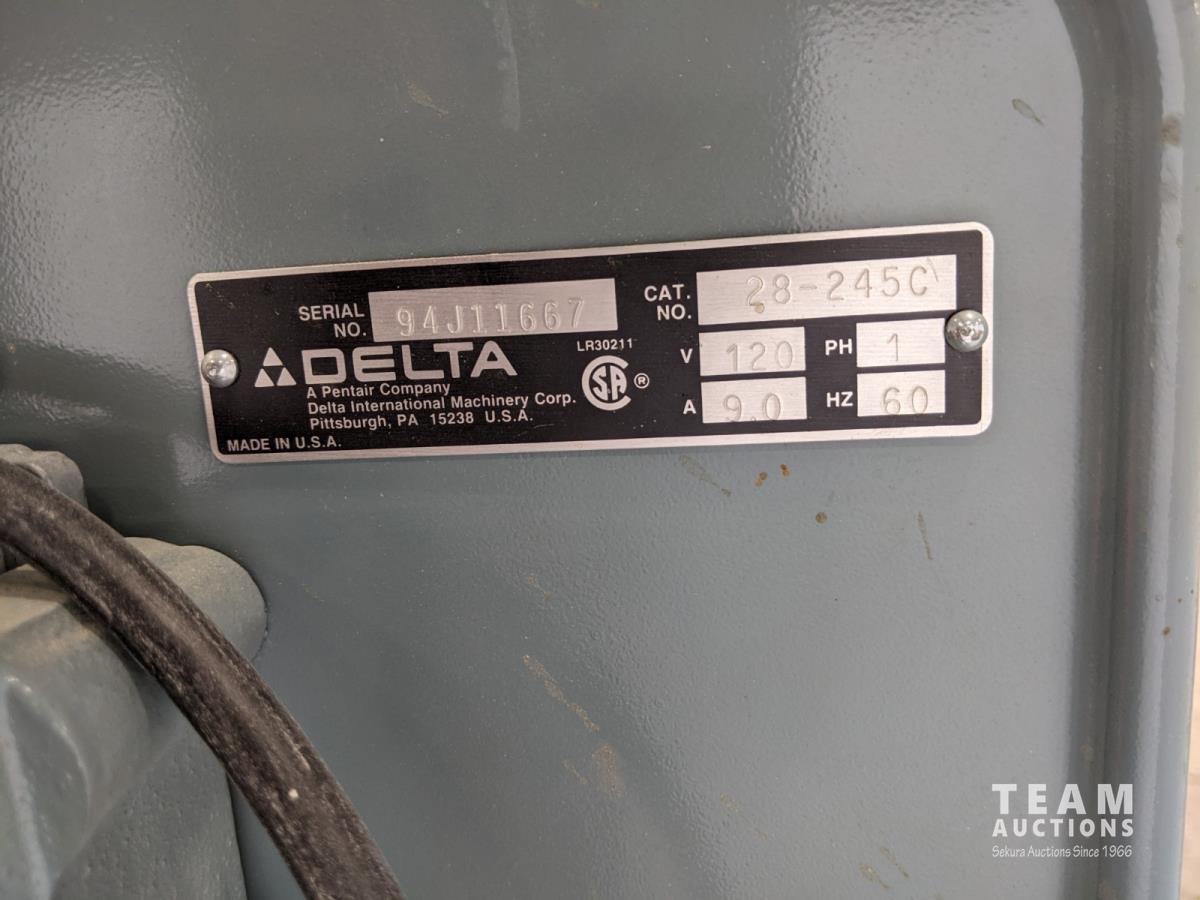 SERIAL NO. 94J11667
CAT. NO. 28-245C
DELTA
LR30211
SA ®
V 120 PH 1
A 9.0 HZ 60
A Pentair Company
Delta International Machinery Corp.
Pittsburgh, PA 15238 U.S.A.
MADE IN U.S.A.
TEAM
AUCTIONS
Sekura Auctions Since 1966